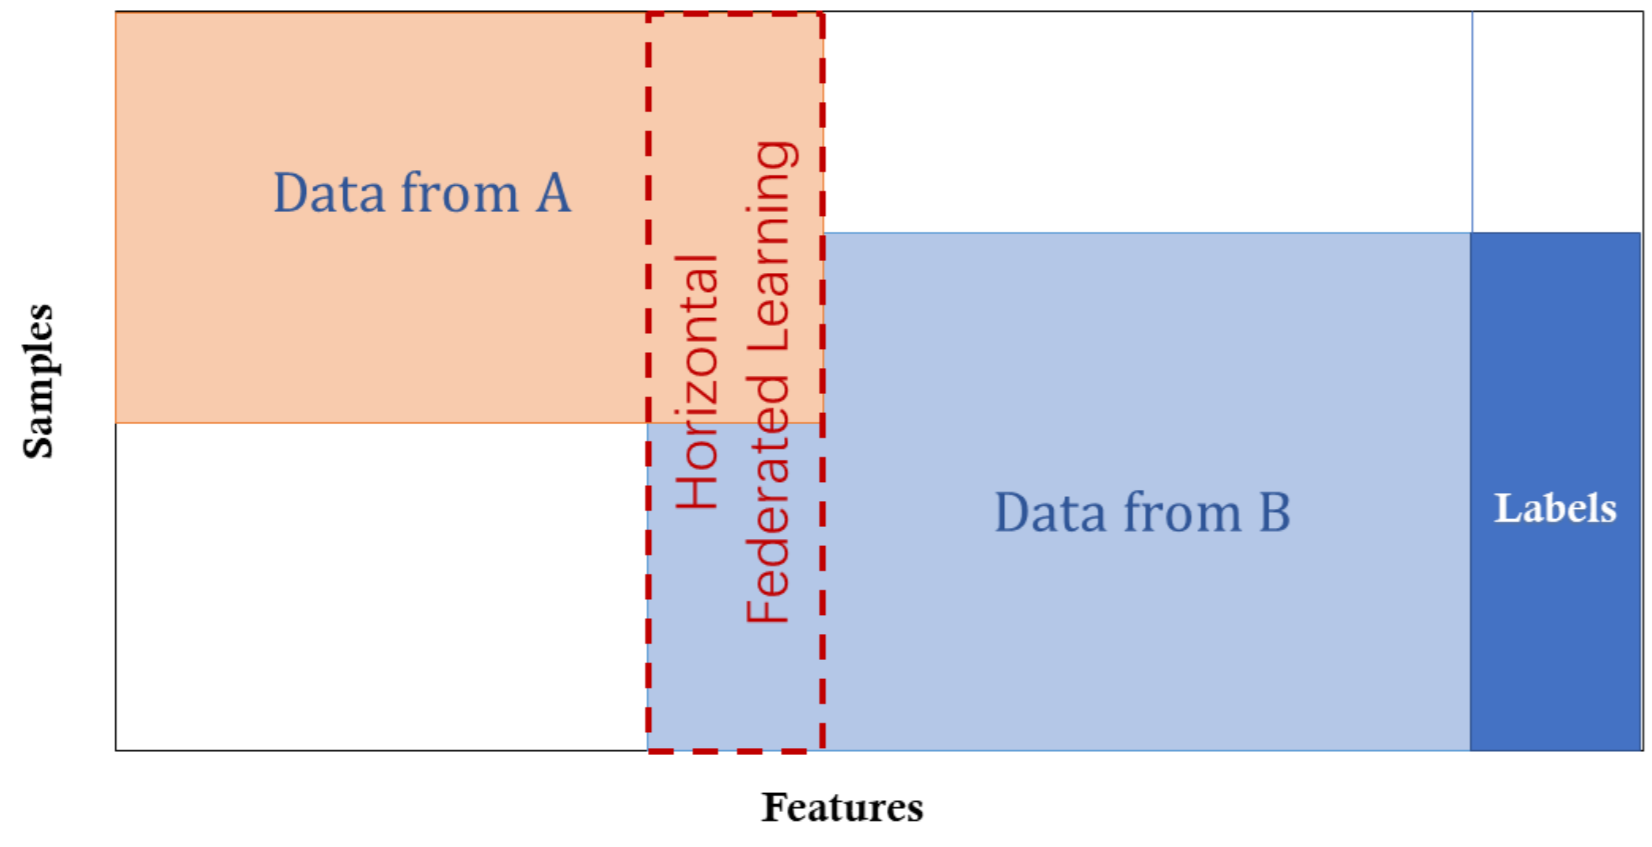 Data from A
Horizontal
Federated Learning
Samples
Data from B
Labels
Features